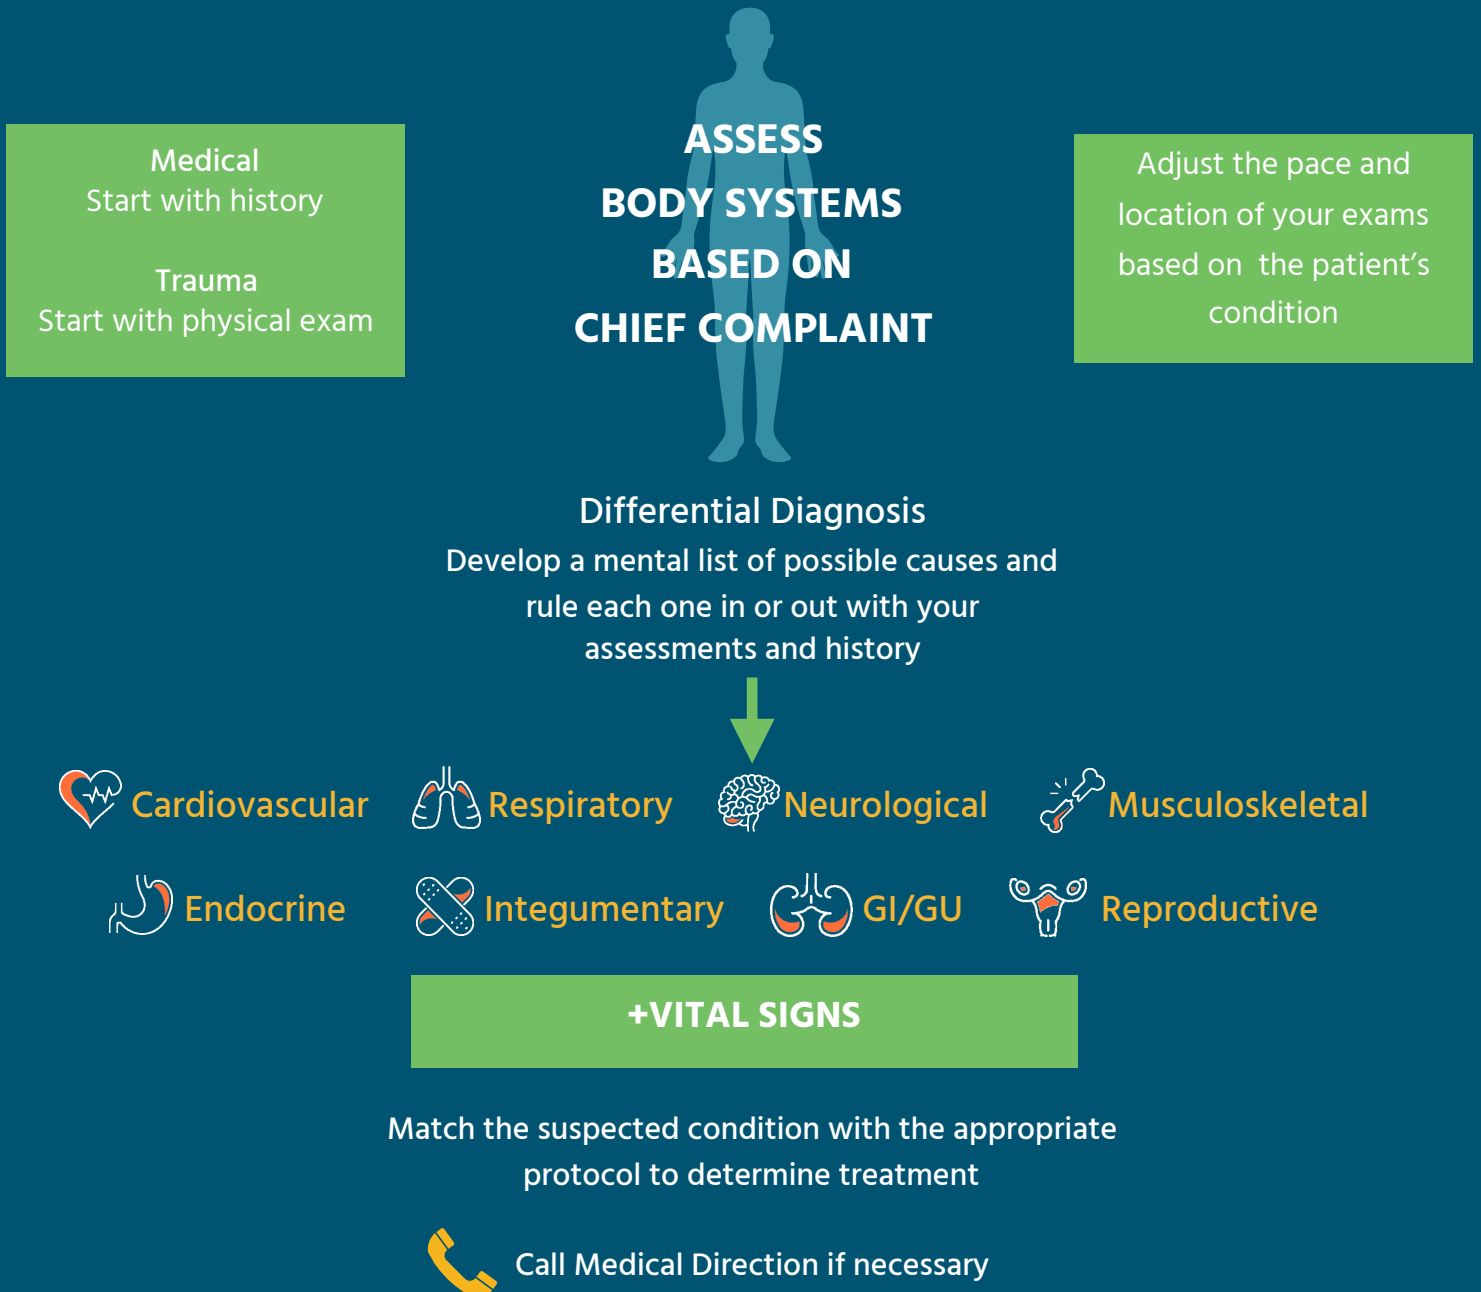 Medical
Start with history
Trauma
Start with physical exam
ASSESS
BODY SYSTEMS
BASED ON
CHIEF COMPLAINT
Adjust the pace and
location of your exams
based on the patient’s
condition
Differential Diagnosis
Develop a mental list of possible causes and
rule each one in or out with your
assessments and history
Cardiovascular
Respiratory
Neurological
Musculoskeletal
Endocrine
Integumentary
GI/GU
Reproductive
+VITAL SIGNS
Match the suspected condition with the appropriate
protocol to determine treatment
Call Medical Direction if necessary